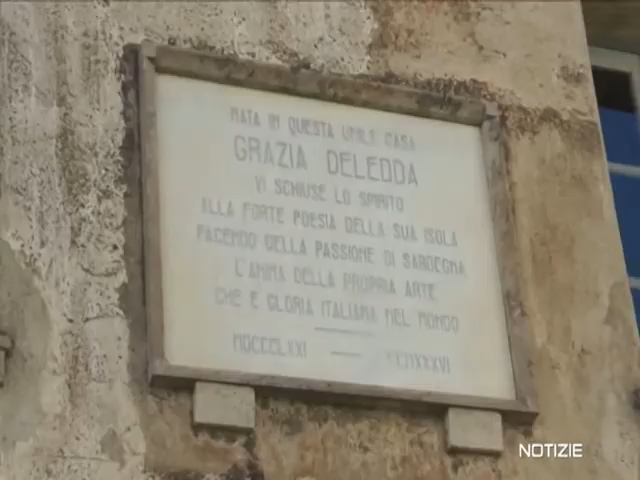 NATA IN QUESTA UMILE CASA
GRAZIA DELEDDA
VI SCHIUSE LO SPIRITO
ALLA FORTE POESIA DELLA SUA ISOLA
FACENDO DELLA PASSIONE DI SARDEGNA
L'ANIMA DELLA PROPRIA ARTE
CHE E GLORIA ITALIANA NEL MONDO
MDCCCLXXI —
NOTIZIE